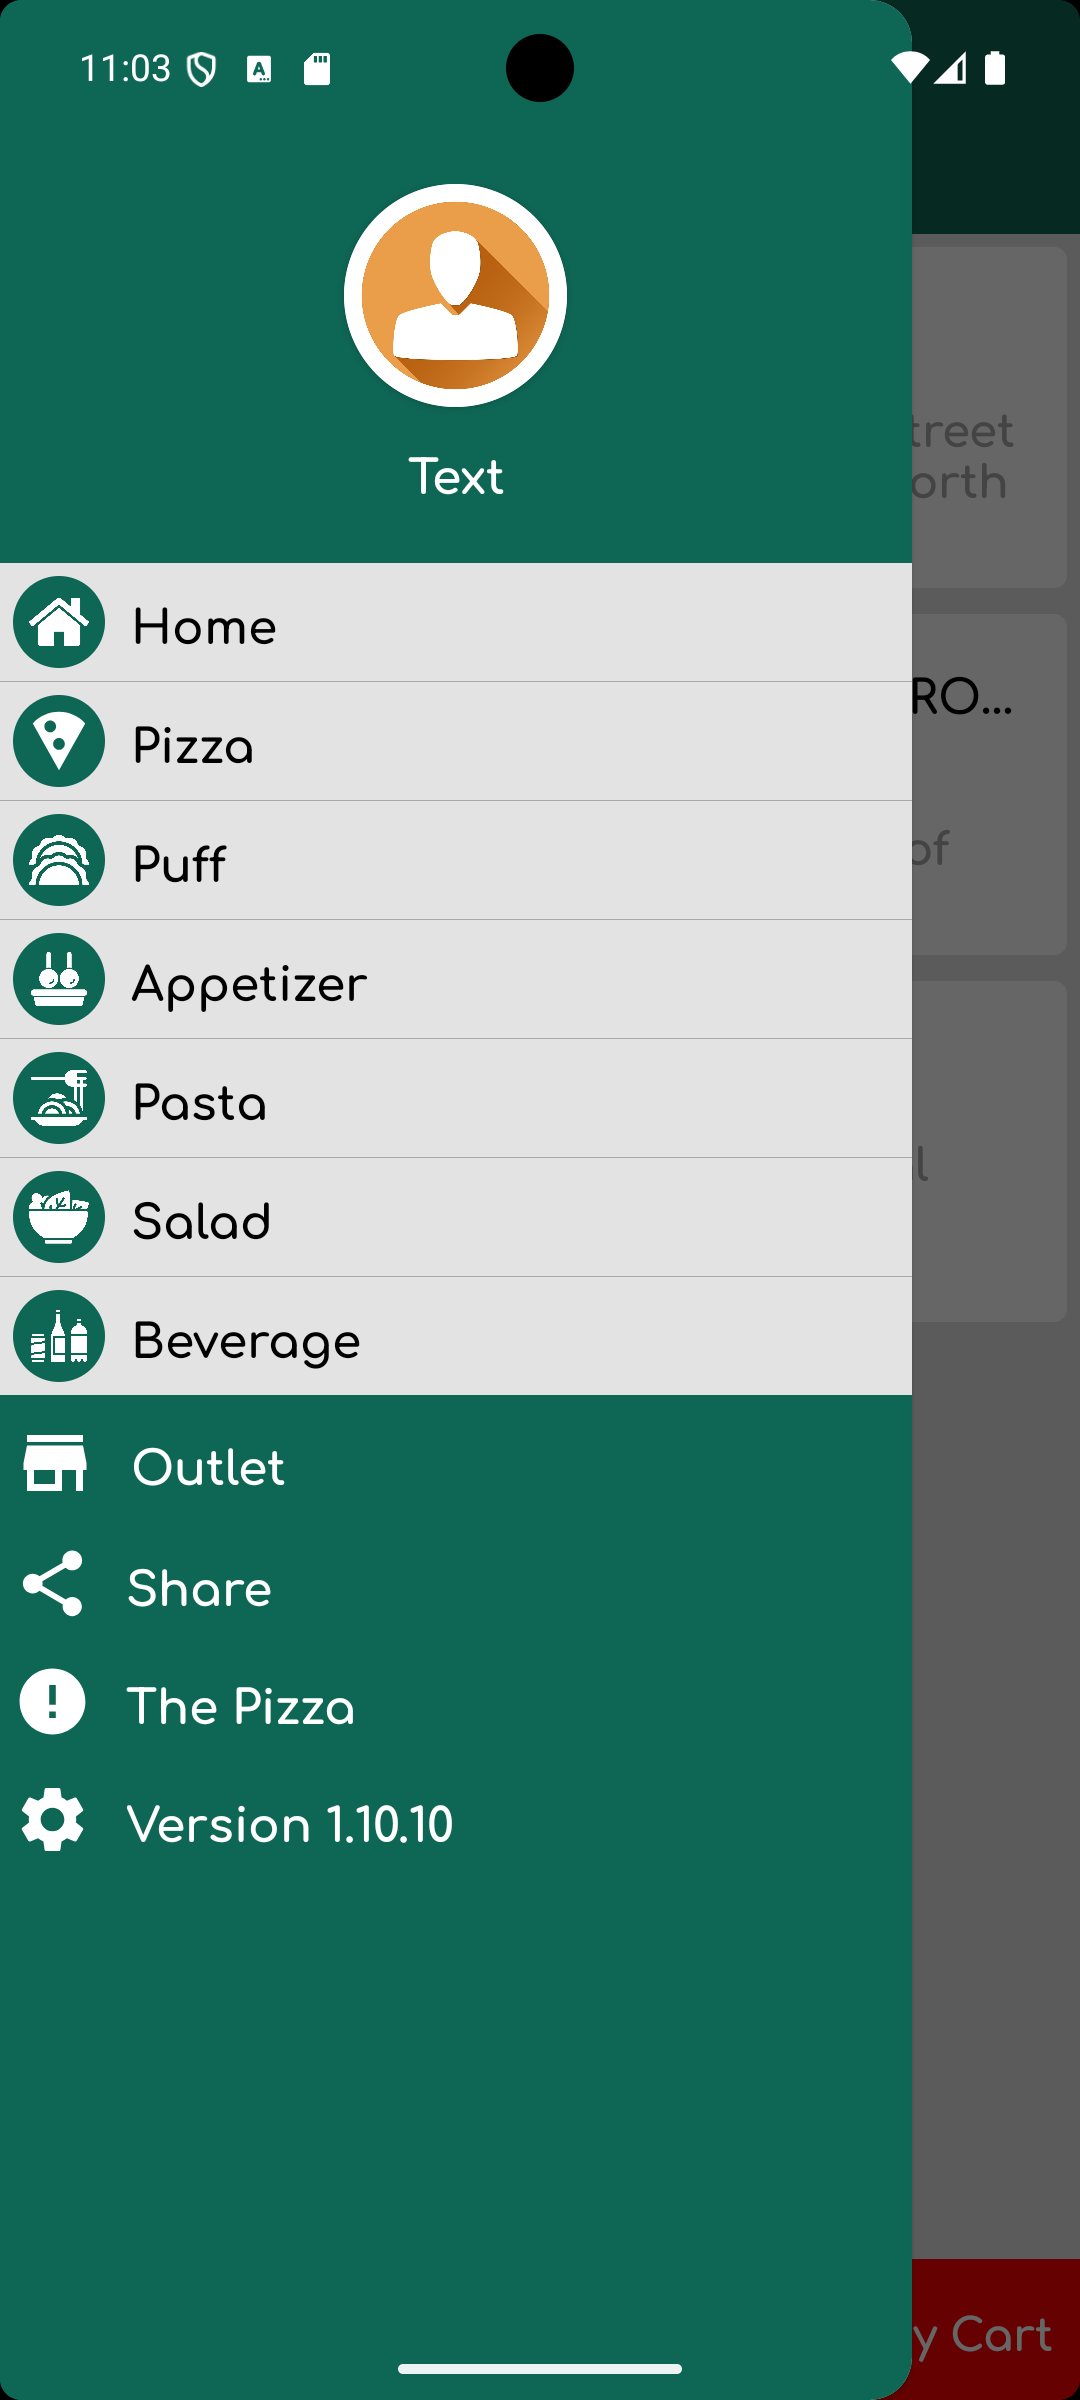 11:03
Text
Home
Pizza
Puff
Appetizer
Pasta
Salad
Beverage
Outlet
Share
The Pizza
Version 1.10.10
treet
orth
RO...
of
l
y Cart